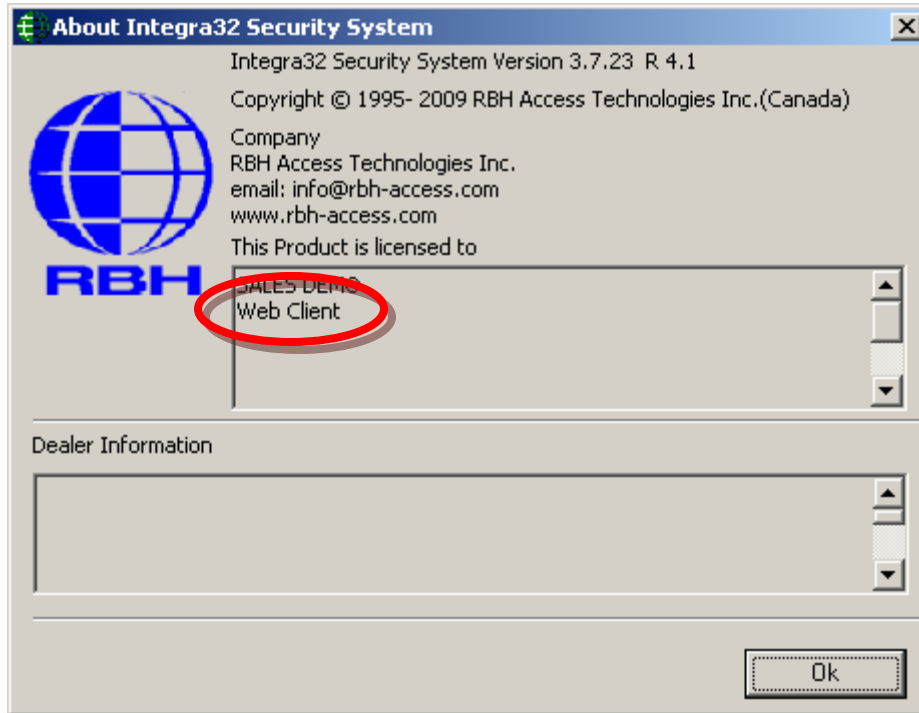 About Integra32 Security System
Integra32 Security System Version 3.7.23 R 4.1
Copyright © 1995- 2009 RBH Access Technologies Inc.(Canada)
Company
RBH Access Technologies Inc.
email: info@rbh-access.com
www.rbh-access.com
This Product is licensed to
RBH
SALES DEMO
Web Client
Dealer Information
Ok